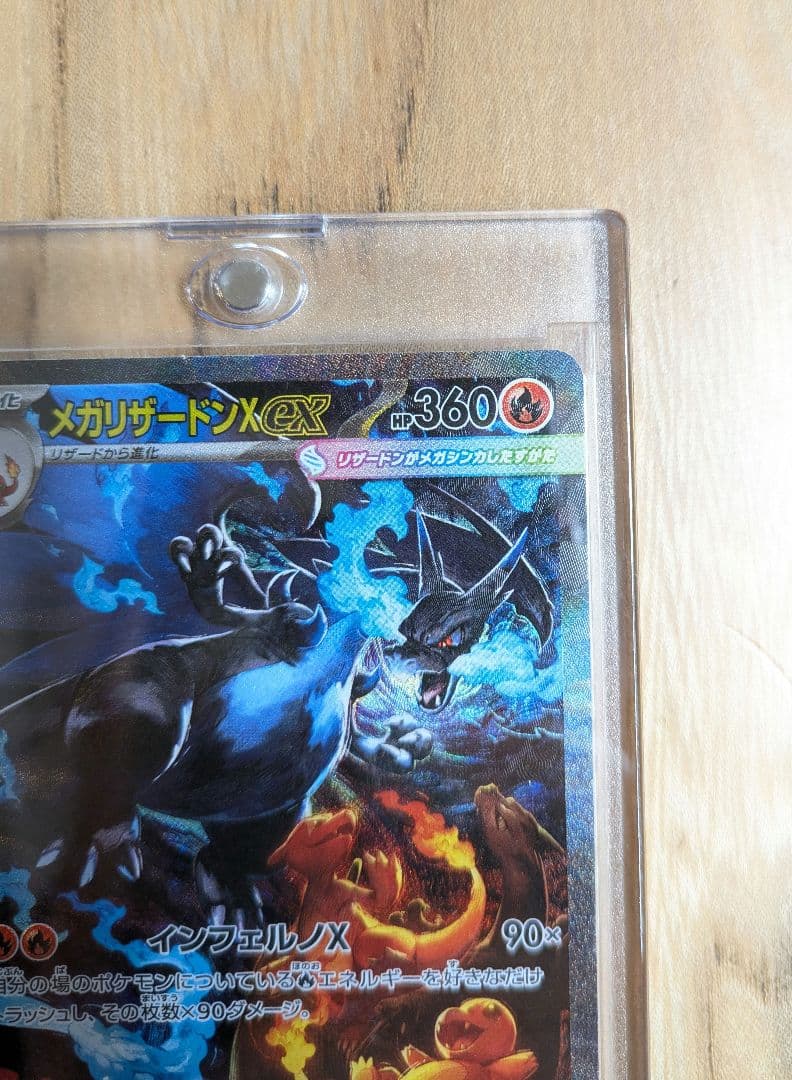 化
メガリザードンXex HP360
リザードから進化
リザードンがメガシンカしたすがた
インフェルノX 90×
自分の場のポケモンについている エネルギーを好きなだけ
トラッシュし、その枚数×90ダメージ。